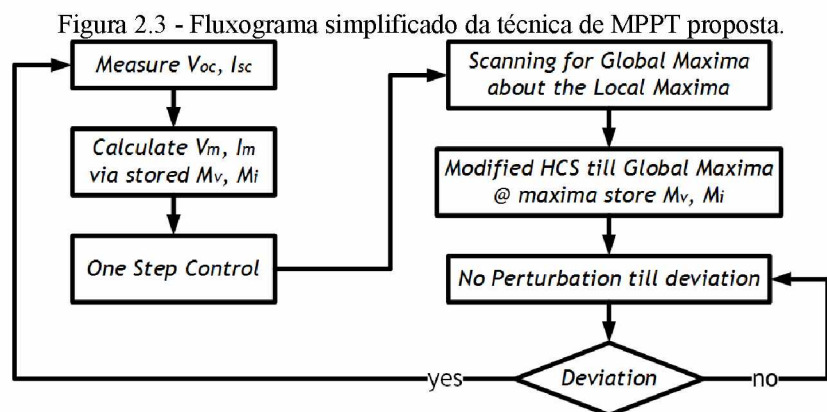 Figura 2.3 - Fluxograma simplificado da técnica de MPPT proposta.
Measure Voc, Isc
Calculate Vm, Im
via stored Mv, Mi
One Step Control
Scanning for Global Maxima
about the Local Maxima
Modified HCS till Global Maxima
@ maxima store Mv, Mi
No Perturbation till deviation
Deviation
yes
no